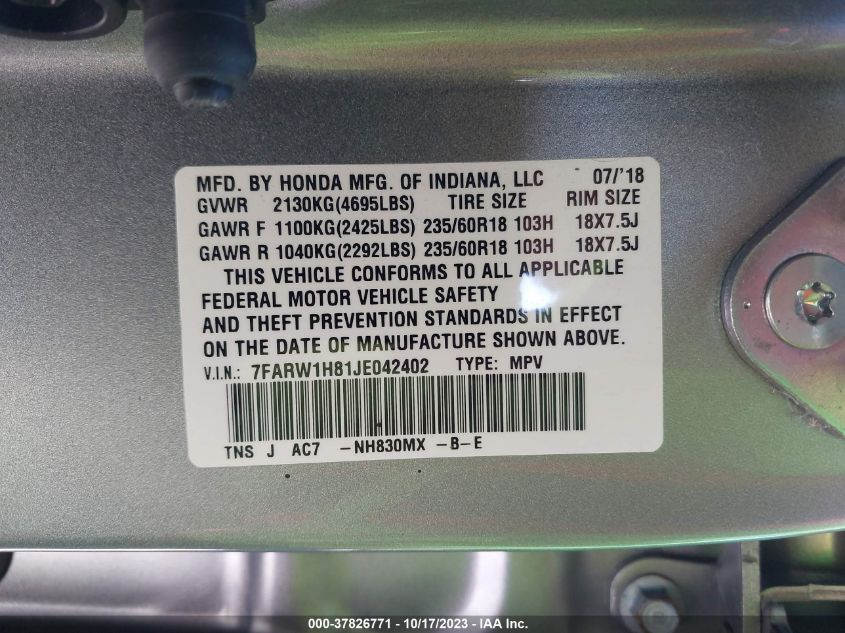 MFD. BY HONDA MFG. OF INDIANA, LLC 07/'18
GVWR 2130KG(4695LBS) TIRE SIZE RIM SIZE
GAWR F 1100KG(2425LBS) 235/60R18 103H 18X7.5J
GAWR R 1040KG(2292LBS) 235/60R18 103H 18X7.5J
THIS VEHICLE CONFORMS TO ALL APPLICABLE
FEDERAL MOTOR VEHICLE SAFETY
AND THEFT PREVENTION STANDARDS IN EFFECT
ON THE DATE OF MANUFACTURE SHOWN ABOVE.
V.I.N.: 7FARW1H81JE042402 TYPE: MPV
TNS J AC7 -NH830MX -B-E
000-37826771 - 10/17/2023 - IAA Inc.